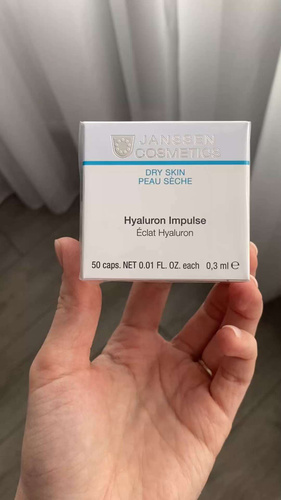 JANSSEN
COSMETICS
DRY SKIN
PEAU SÈCHE
Hyaluron Impulse
Éclat Hyaluron
50 caps. NET 0.01 FL. OZ. each 0,3 ml ℮